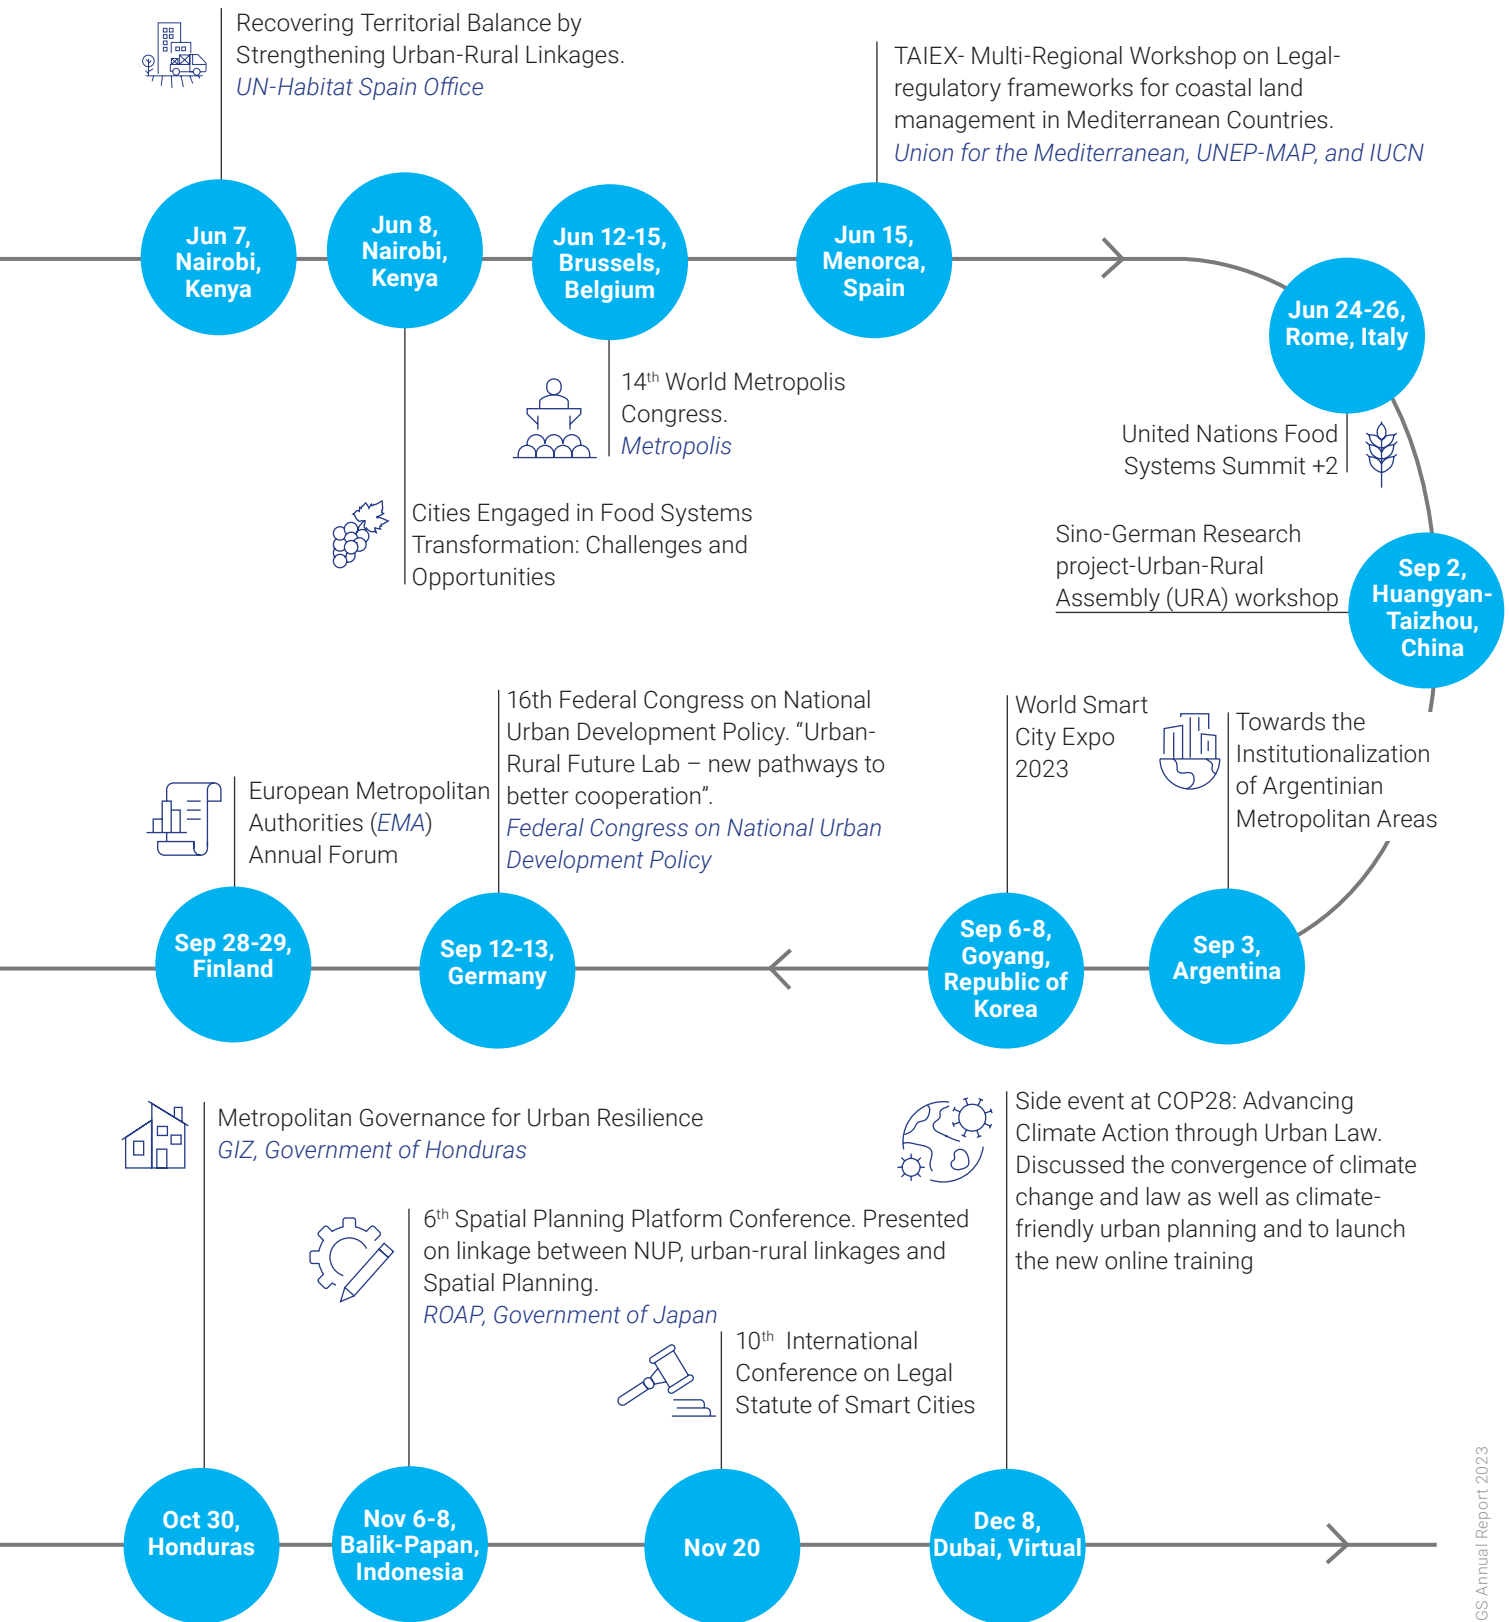 Recovering Territorial Balance by
Strengthening Urban-Rural Linkages.
UN-Habitat Spain Office
TAIEX- Multi-Regional Workshop on Legal-
regulatory frameworks for coastal land
management in Mediterranean Countries.
Union for the Mediterranean, UNEP-MAP, and IUCN
Jun 7,
Nairobi,
Kenya
Jun 8,
Nairobi,
Kenya
Jun 12-15,
Brussels,
Belgium
Jun 15,
Menorca,
Spain
Jun 24-26,
Rome, Italy
14th World Metropolis
Congress.
Metropolis
United Nations Food
Systems Summit +2
Cities Engaged in Food Systems
Transformation: Challenges and
Opportunities
Sino-German Research
project-Urban-Rural
Assembly (URA) workshop
Sep 2,
Huangyan-
Taizhou,
China
European Metropolitan
Authorities (EMA)
Annual Forum
16th Federal Congress on National
Urban Development Policy. “Urban-
Rural Future Lab – new pathways to
better cooperation”.
Federal Congress on National Urban
Development Policy
World Smart
City Expo
2023
Towards the
Institutionalization
of Argentinian
Metropolitan Areas
Sep 28-29,
Finland
Sep 12-13,
Germany
Sep 6-8,
Goyang,
Republic of
Korea
Sep 3,
Argentina
Metropolitan Governance for Urban Resilience
GIZ, Government of Honduras
6th Spatial Planning Platform Conference. Presented
on linkage between NUP, urban-rural linkages and
Spatial Planning.
ROAP, Government of Japan
10th International
Conference on Legal
Statute of Smart Cities
Side event at COP28: Advancing
Climate Action through Urban Law.
Discussed the convergence of climate
change and law as well as climate-
friendly urban planning and to launch
the new online training
Oct 30,
Honduras
Nov 6-8,
Balik-Papan,
Indonesia
Nov 20
Dec 8,
Dubai, Virtual
GS Annual Report 2023